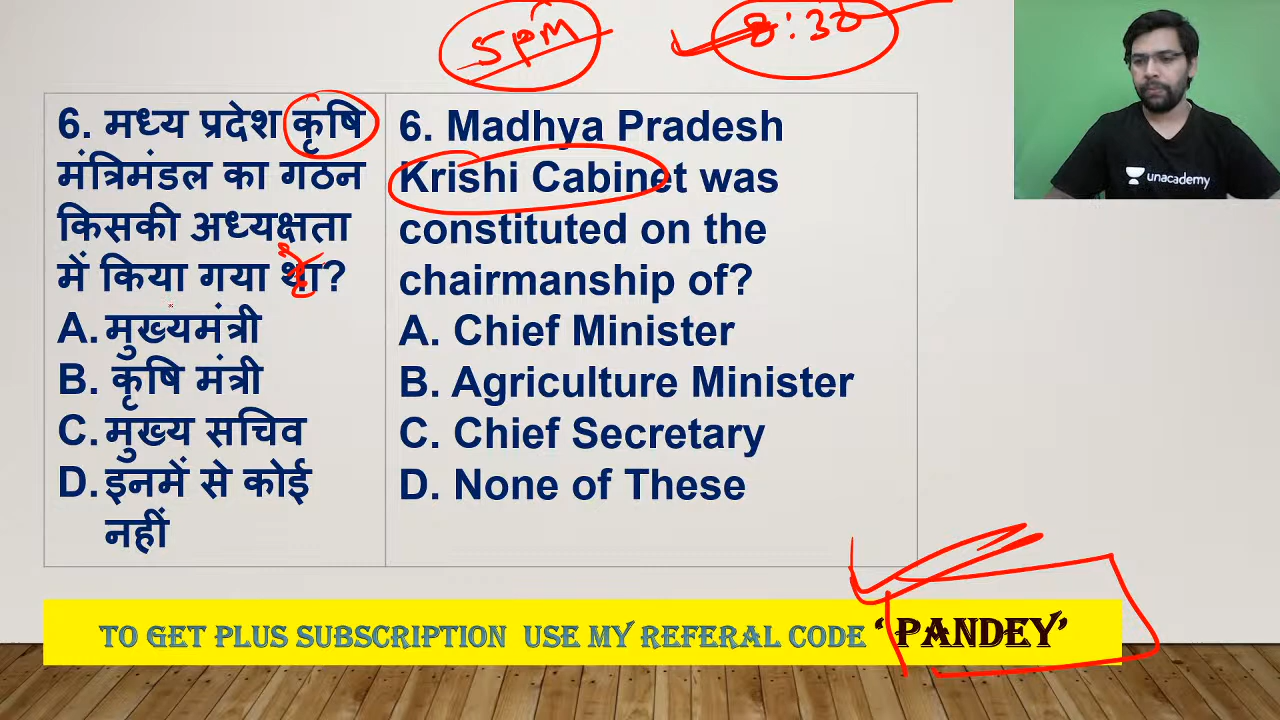 5pm
8:30
6. मध्य प्रदेश कृषि
मंत्रिमंडल का गठन
किसकी अध्यक्षता
में किया गया था?
A. मुख्यमंत्री
B. कृषि मंत्री
C. मुख्य सचिव
D. इनमें से कोई
नहीं
6. Madhya Pradesh
Krishi Cabinet was
constituted on the
chairmanship of?
A. Chief Minister
B. Agriculture Minister
C. Chief Secretary
D. None of These
unacademy
TO GET PLUS SUBSCRIPTION USE MY REFERAL CODE ‘ PANDEY’